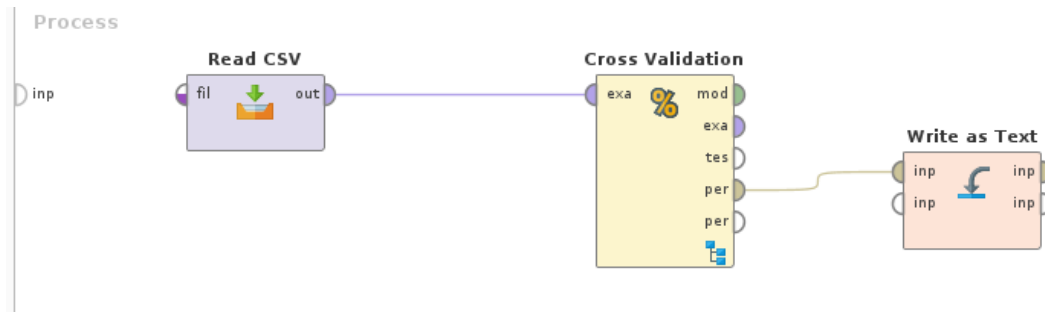 Process
inp
Read CSV
fil
out
Cross Validation
exa
mod
exa
tes
per
per
Write as Text
inp
inp
inp
inp